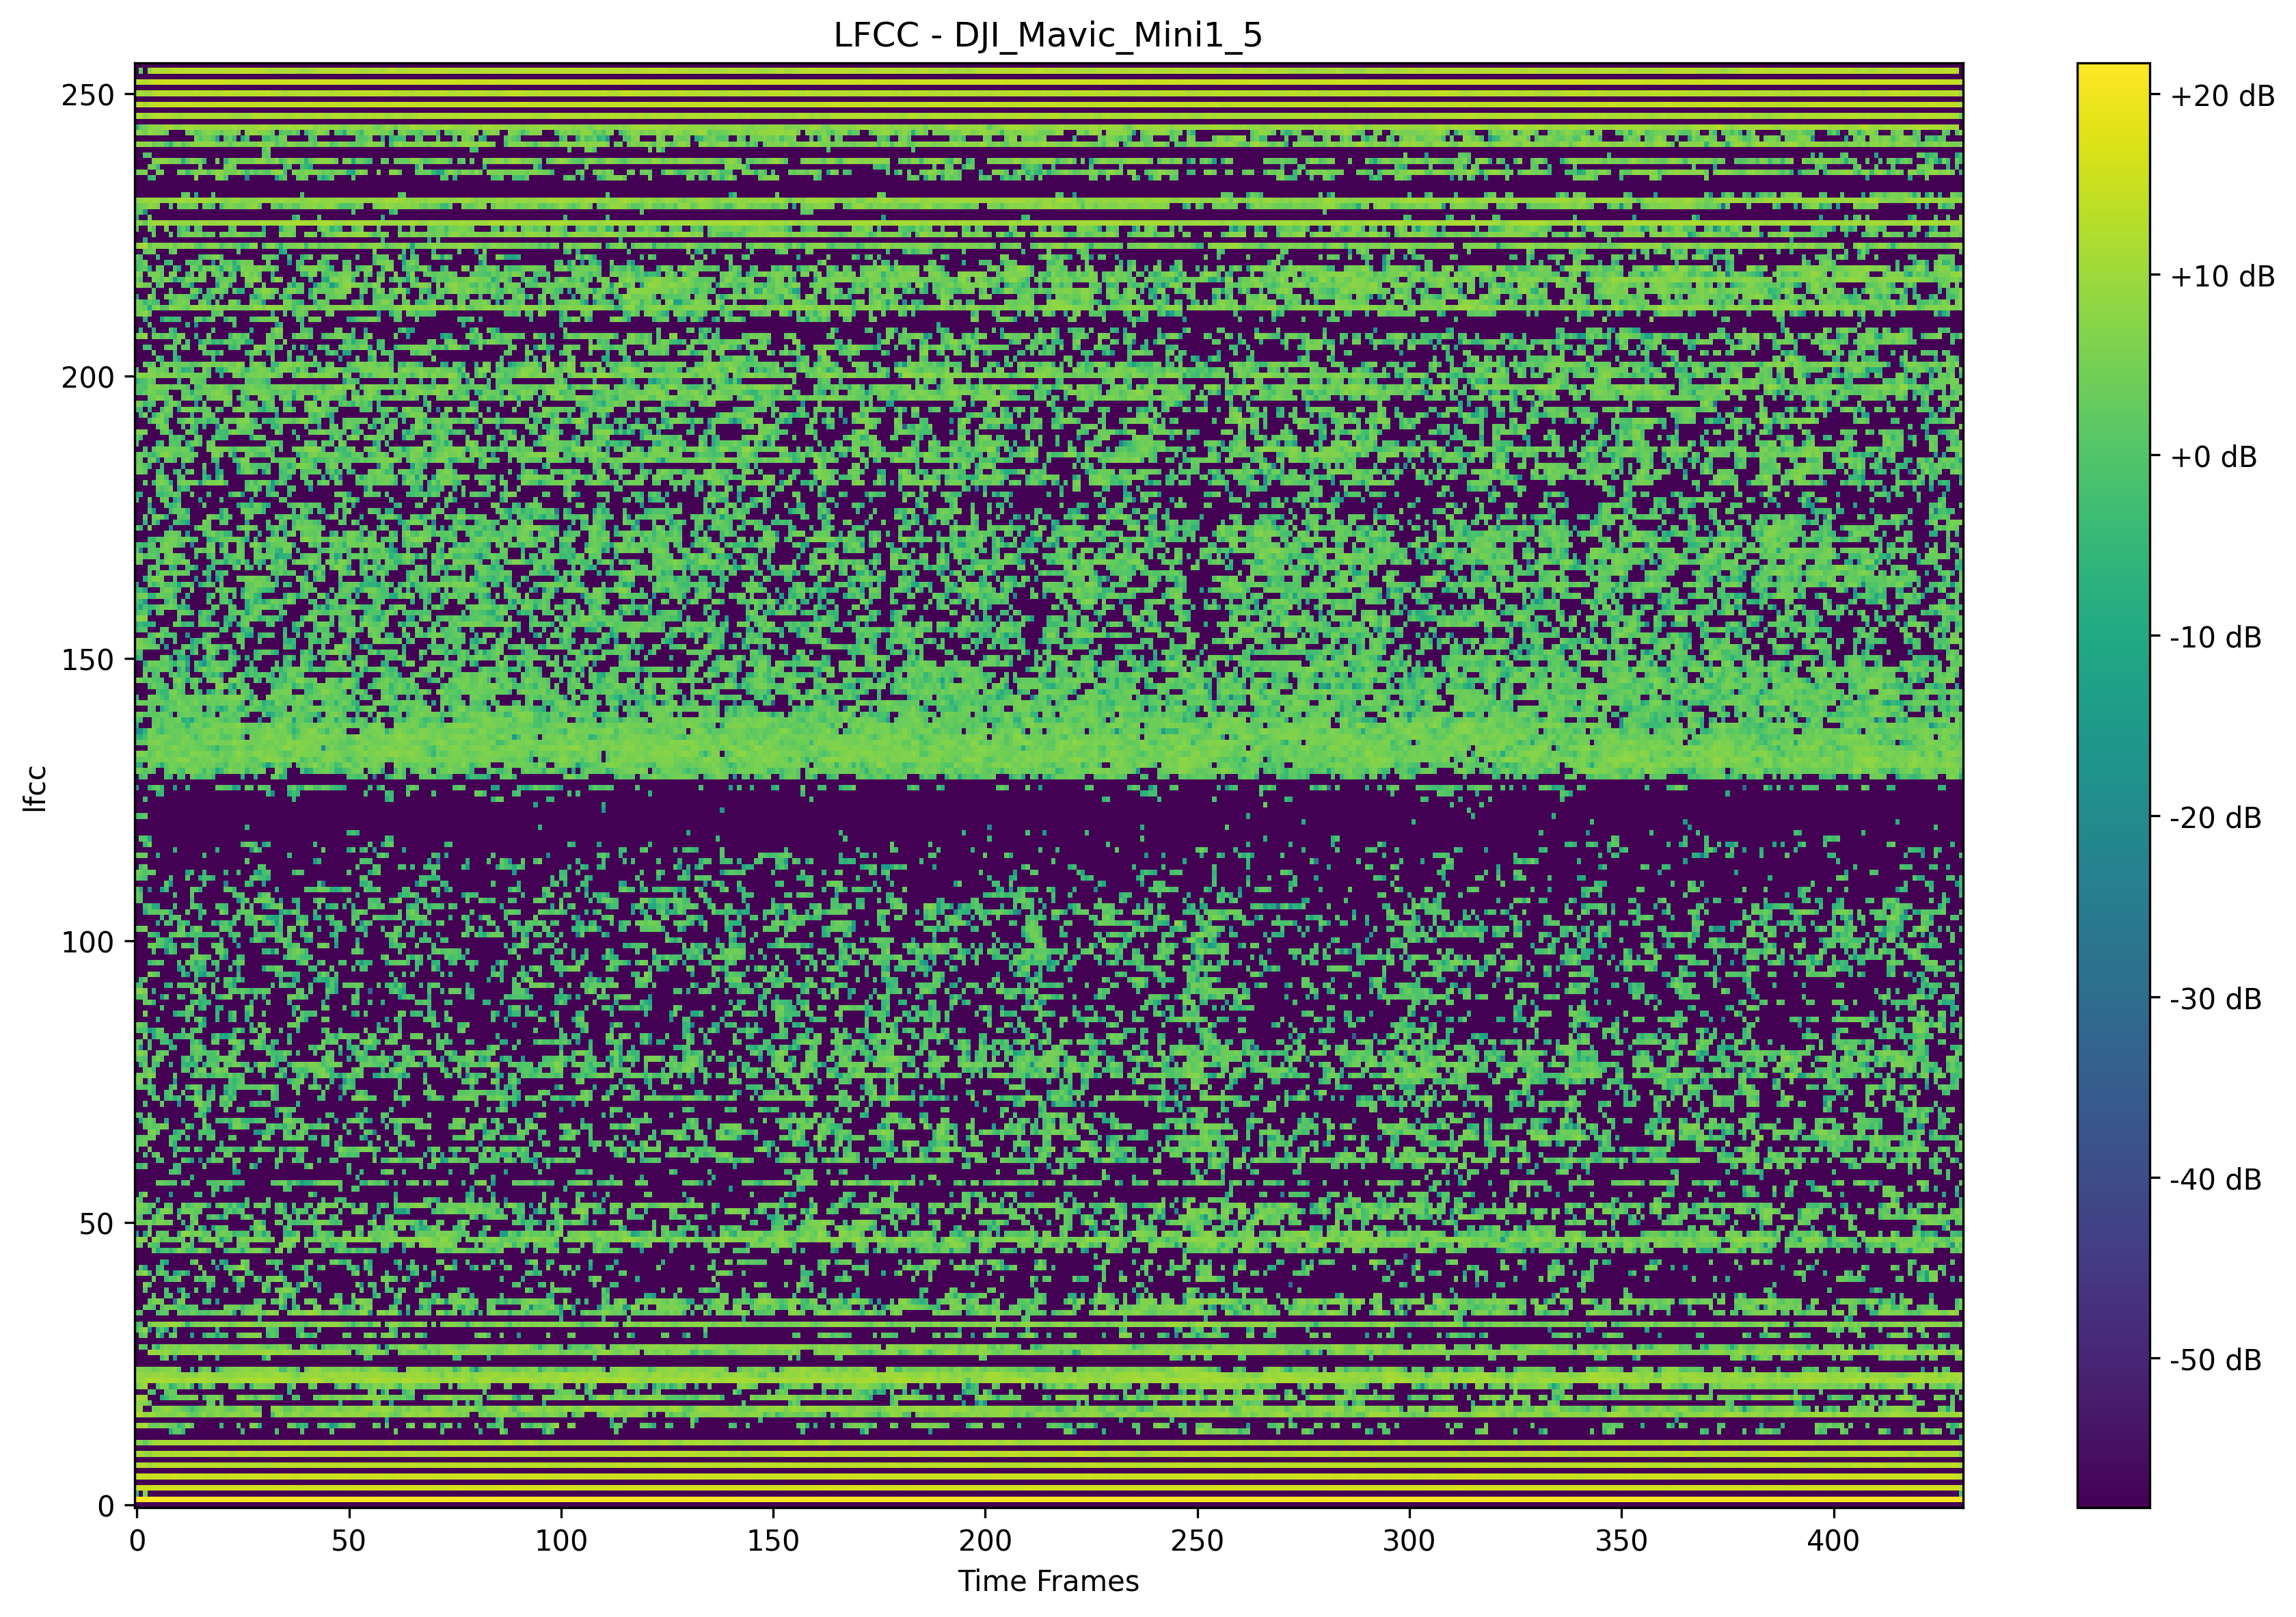 LFCC - DJI_Mavic_Mini1_5
250
200
150
100
50
0
lfcc
0 50 100 150 200 250 300 350 400
Time Frames
+20 dB
+10 dB
+0 dB
-10 dB
-20 dB
-30 dB
-40 dB
-50 dB